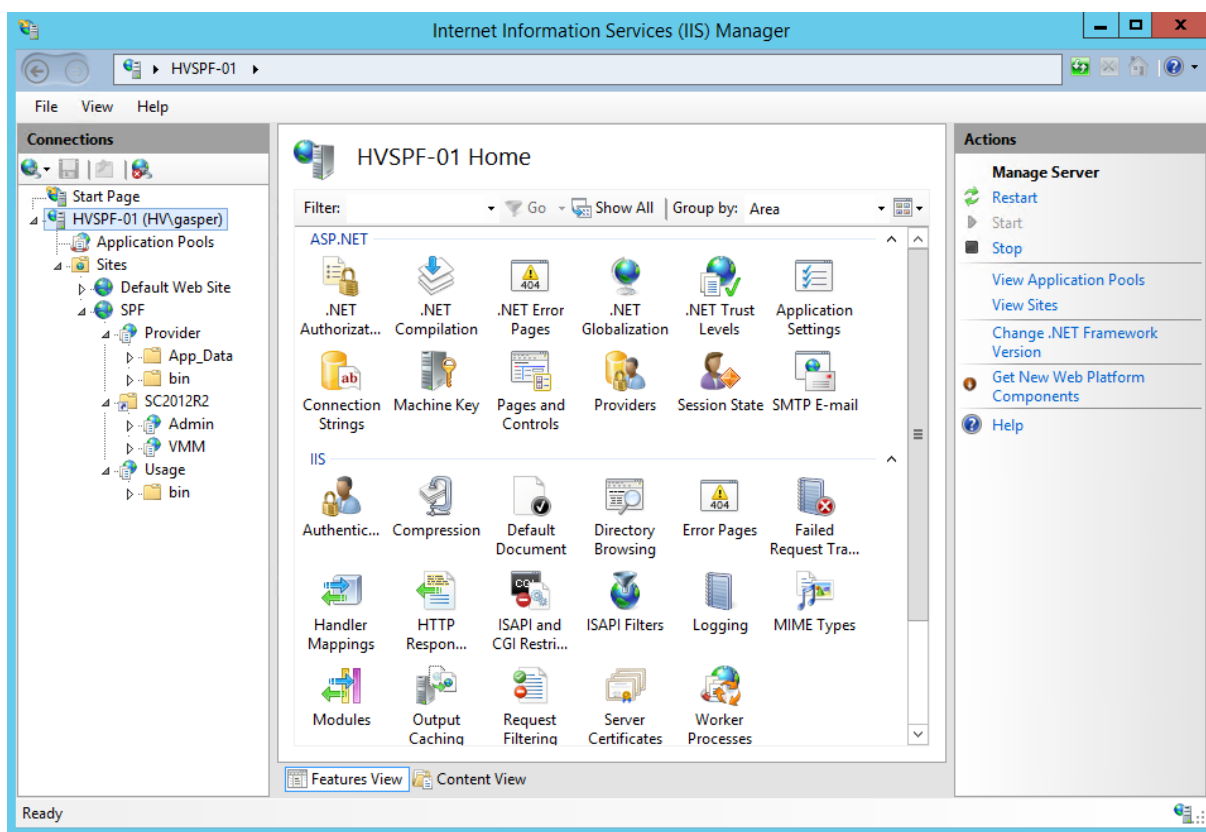 Internet Information Services (IIS) Manager
HVSPF-01
File View Help
Connections
Start Page
HVSPF-01 (HV\gasper)
Application Pools
Sites
Default Web Site
SPF
Provider
App_Data
bin
SC2012R2
Admin
VMM
Usage
bin
HVSPF-01 Home
Filter: Go Show All Group by: Area
ASP.NET
.NET Authorizat...
.NET Compilation
.NET Error Pages
.NET Globalization
.NET Trust Levels
Application Settings
Connection Strings
Machine Key
Pages and Controls
Providers
Session State
SMTP E-mail
IIS
Authentic...
Compression
Default Document
Directory Browsing
Error Pages
Failed Request Tra...
Handler Mappings
HTTP Respon...
ISAPI and CGI Restri...
ISAPI Filters
Logging
MIME Types
Modules
Output Caching
Request Filtering
Server Certificates
Worker Processes
Features View
Content View
Actions
Manage Server
Restart
Start
Stop
View Application Pools
View Sites
Change .NET Framework
Version
Get New Web Platform
Components
Help
Ready